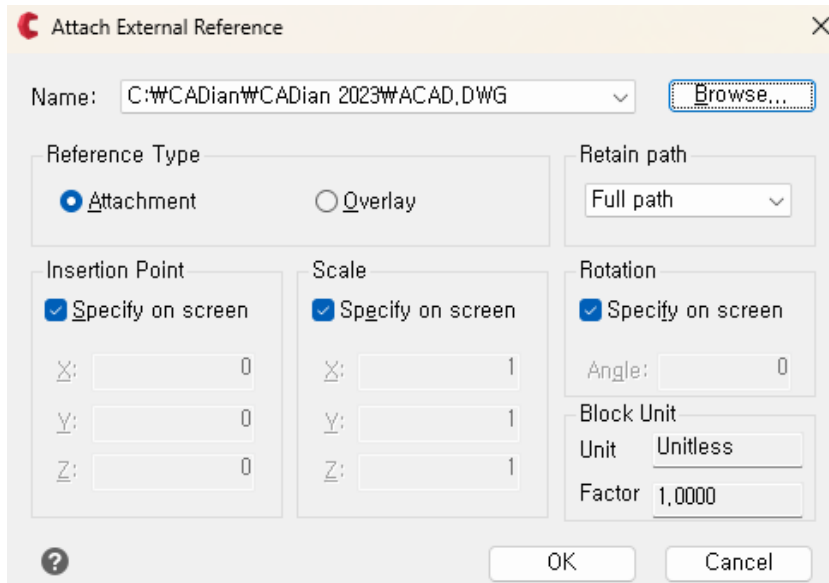 Attach External Reference
Name: C:₩CADian₩CADian 2023₩ACAD.DWG Browse...
Reference Type
Attachment Overlay
Retain path
Full path
Insertion Point
Specify on screen
X: 0
Y: 0
Z: 0
Scale
Specify on screen
X: 1
Y: 1
Z: 1
Rotation
Specify on screen
Angle: 0
Block Unit
Unit Unitless
Factor 1.0000
OK Cancel